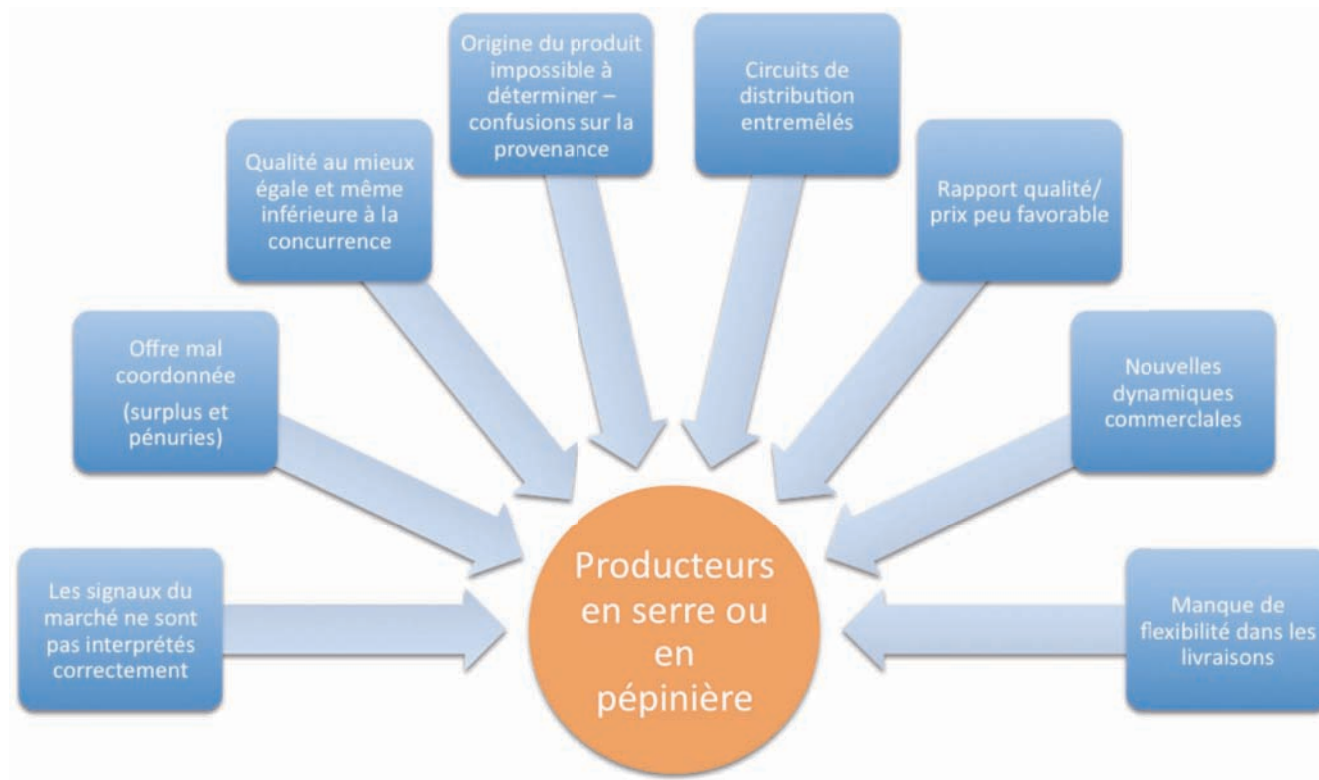 Les signaux du
marché ne sont
pas interprétés
correctement
Offre mal
coordonnée
(surplus et
pénuries)
Qualité au mieux
égale et même
inférieure à la
concurrence
Origine du produit
impossible à
déterminer –
confusions sur la
provenance
Circuits de
distribution
entremêlés
Rapport qualité/
prix peu favorable
Nouvelles
dynamiques
commerciales
Manque de
flexibilité dans les
livraisons
Producteurs
en serre ou
en
pépinière